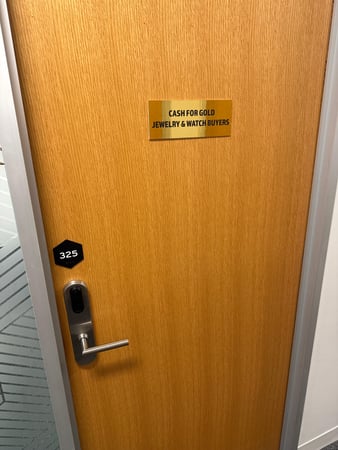 CASH FOR GOLD
JEWELRY & WATCH BUYERS
325